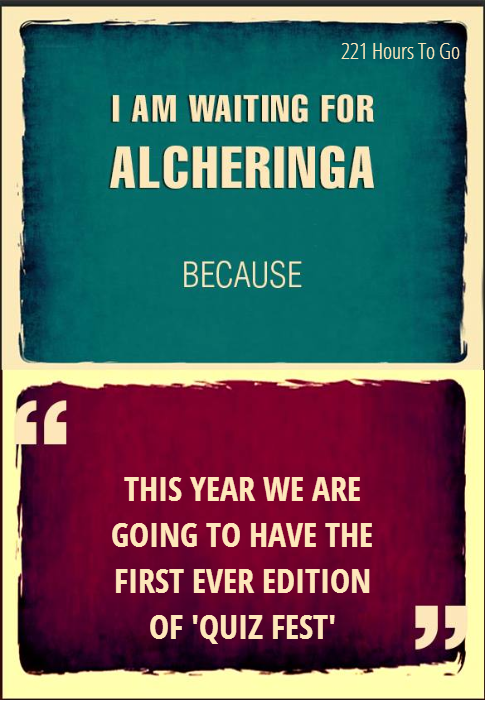 221 Hours To Go
I AM WAITING FOR
ALCHERINGA
BECAUSE
“
THIS YEAR WE ARE
GOING TO HAVE THE
FIRST EVER EDITION
OF 'QUIZ FEST'
”